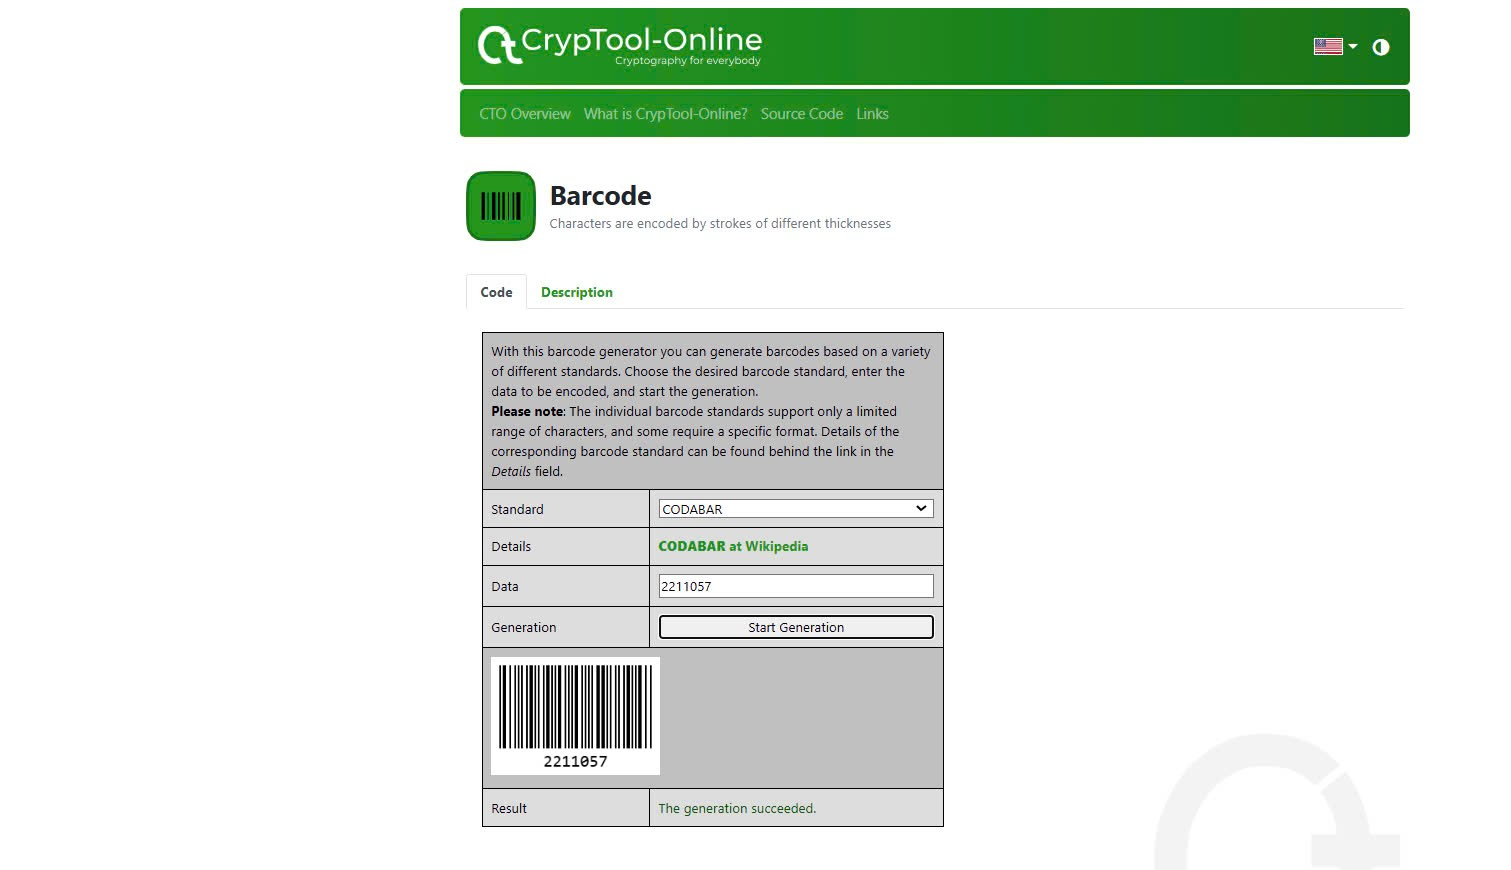 CrypTool-Online
Cryptography for everybody
CTO Overview What is CrypTool-Online? Source Code Links
Barcode
Characters are encoded by strokes of different thicknesses
Code Description
With this barcode generator you can generate barcodes based on a variety
of different standards. Choose the desired barcode standard, enter the
data to be encoded, and start the generation.
Please note: The individual barcode standards support only a limited
range of characters, and some require a specific format. Details of the
corresponding barcode standard can be found behind the link in the
Details field.
Standard CODABAR
Details CODABAR at Wikipedia
Data 2211057
Generation Start Generation
2211057
Result The generation succeeded.